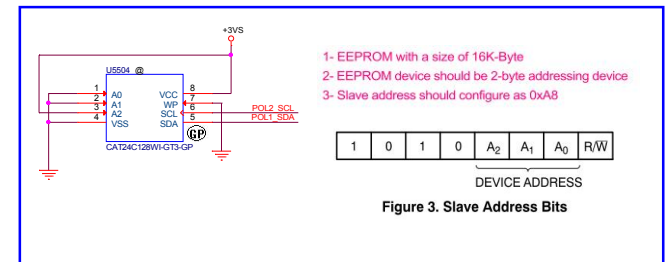 +3VS
U5504 @
1 A0 VCC 8
2 A1 WP 7
3 A2 SCL 6 POL2_SCL
4 VSS SDA 5 POL1_SDA
GP
CAT24C128WI-GT3-GP
1- EEPROM with a size of 16K-Byte
2- EEPROM device should be 2-byte addressing device
3- Slave address should configure as 0xA8
1 0 1 0 A2 A1 A0 R/W̅
DEVICE ADDRESS
Figure 3. Slave Address Bits